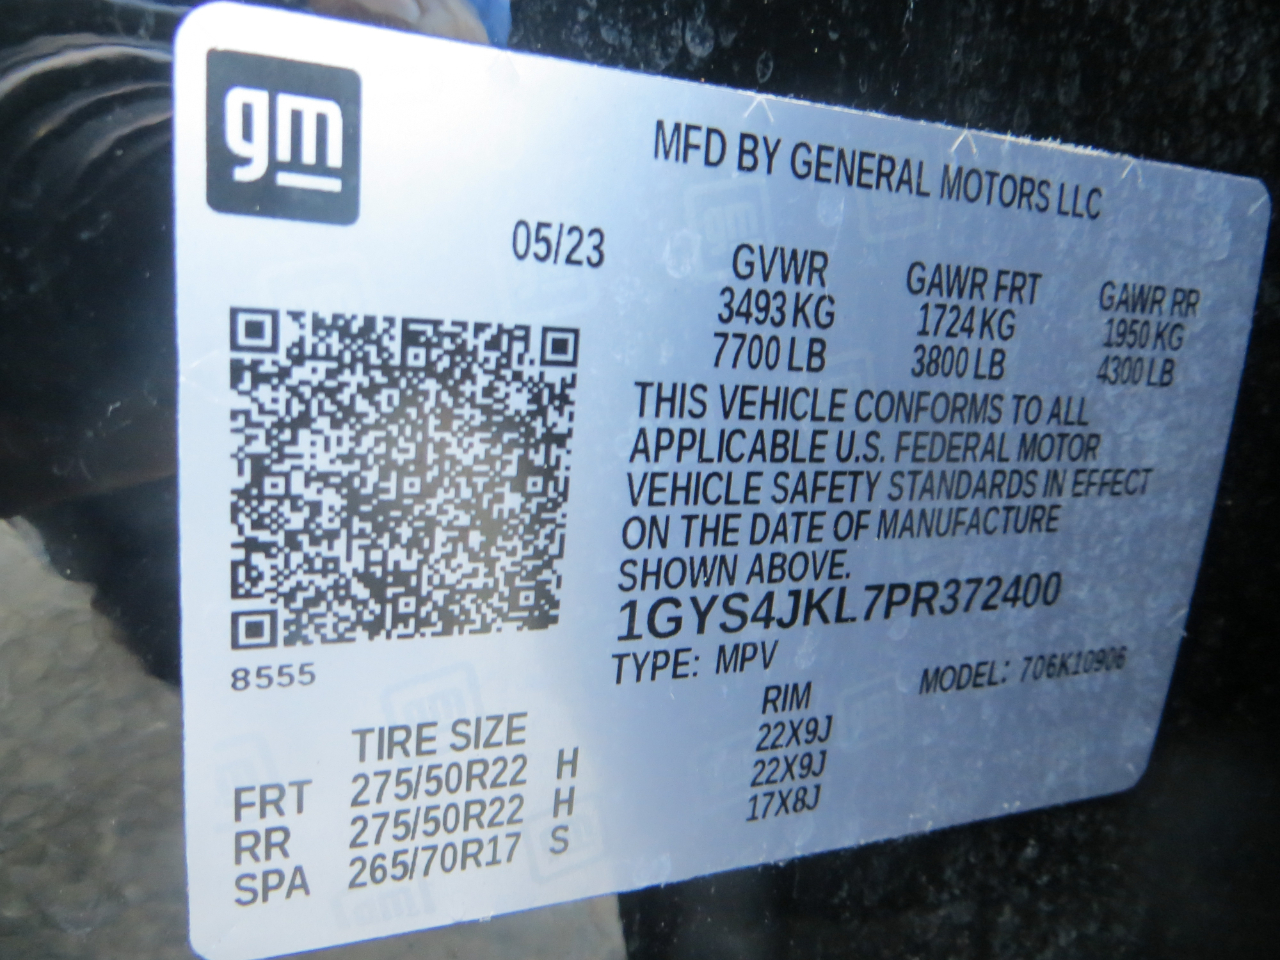 gm
MFD BY GENERAL MOTORS LLC
05/23
GVWR GAWR FRT GAWR RR
3493 KG 1724 KG 1950 KG
7700 LB 3800 LB 4300 LB
THIS VEHICLE CONFORMS TO ALL
APPLICABLE U.S. FEDERAL MOTOR
VEHICLE SAFETY STANDARDS IN EFFECT
ON THE DATE OF MANUFACTURE
SHOWN ABOVE.
1GYS4JKL7PR372400
8555
TYPE: MPV MODEL: 706K10906
TIRE SIZE RIM
FRT 275/50R22 H 22X9J
RR 275/50R22 H 22X9J
SPA 265/70R17 S 17X8J